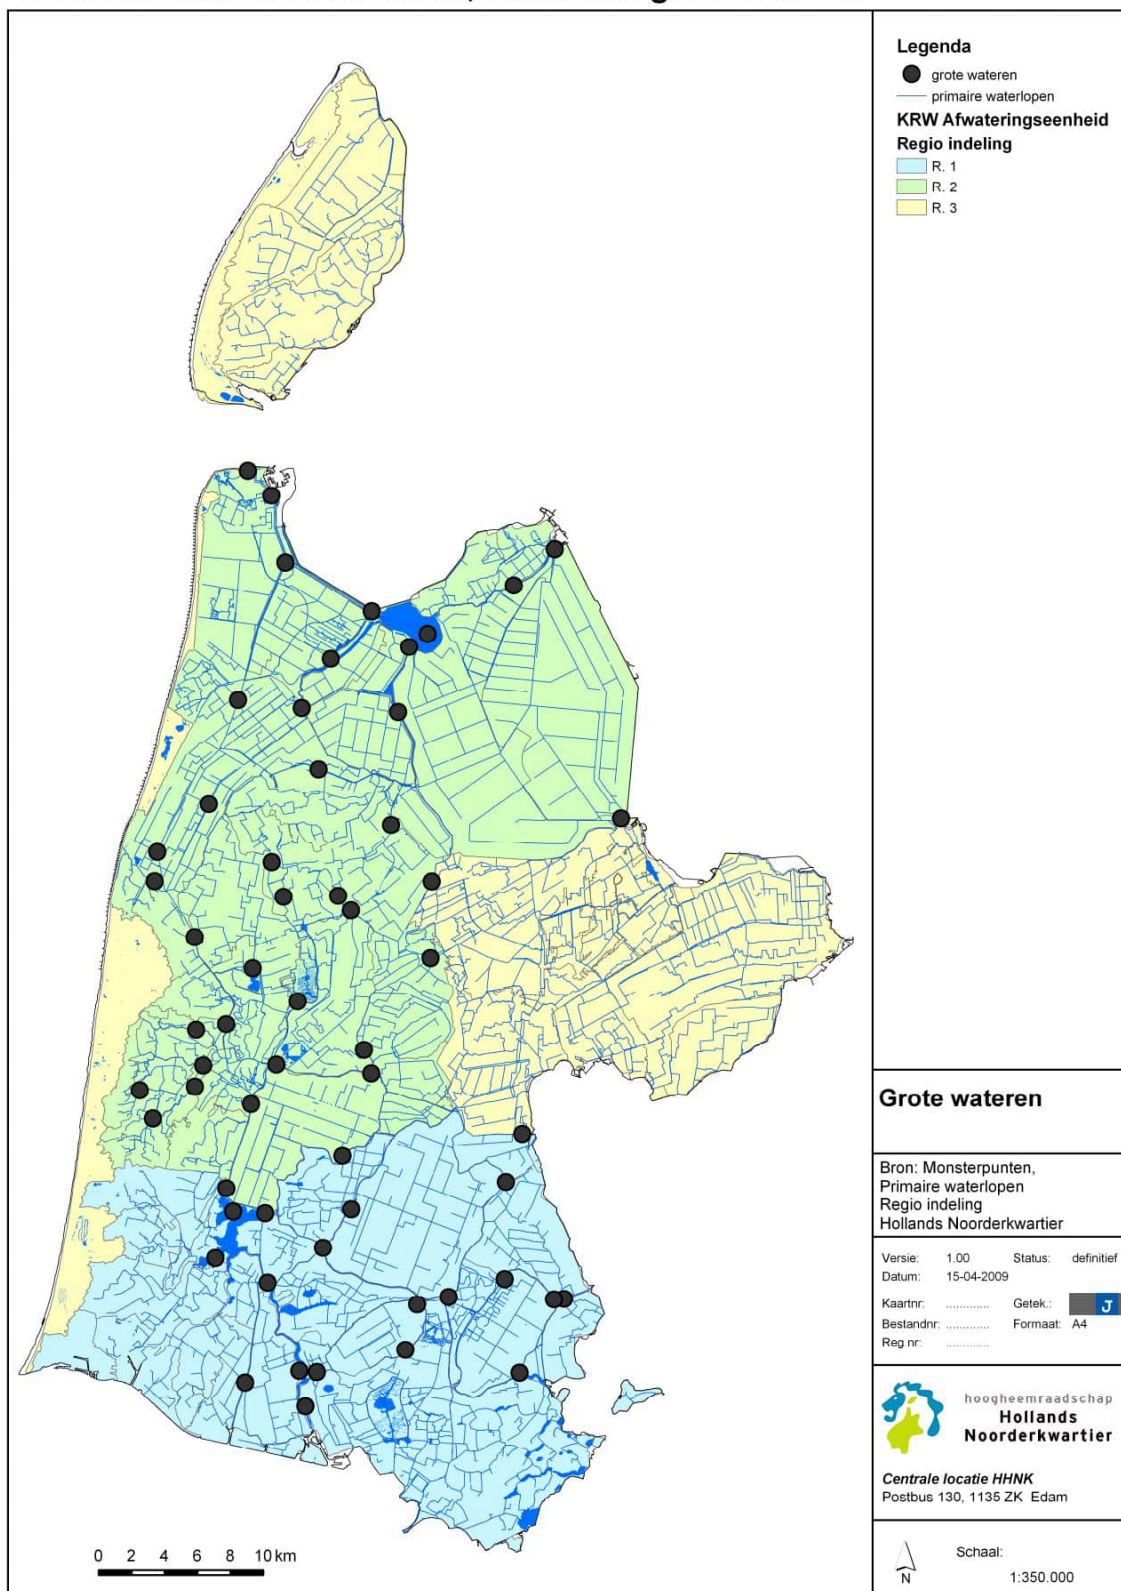 Legenda
grote wateren
primaire waterlopen
KRW Afwateringseenheid
Regio indeling
R. 1
R. 2
R. 3
Grote wateren
Bron: Monsterpunten,
Primaire waterlopen
Regio indeling
Hollands Noorderkwartier
Versie: 1.00 Status: definitief
Datum: 15-04-2009
Kaartnr: ............. Getek.: J
Bestandnr: ............. Formaat: A4
Reg.nr: .............
hoogheemraadschap
Hollands
Noorderkwartier
Centrale locatie HHNK
Postbus 130, 1135 ZK Edam
0 2 4 6 8 10 km
N
Schaal:
1:350.000